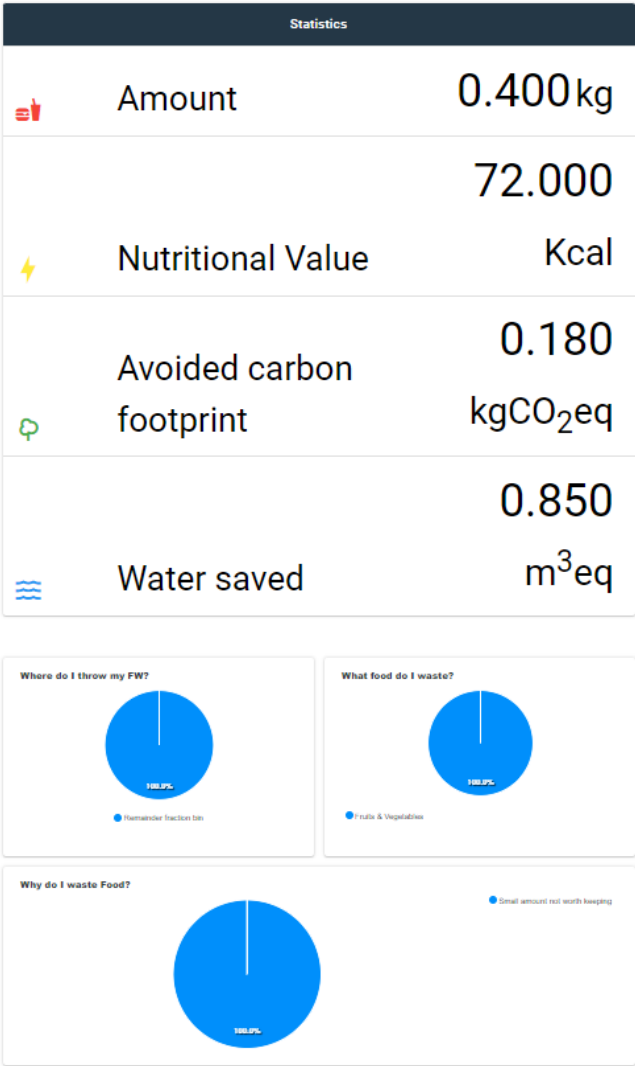 Statistics
Amount
0.400 kg
72.000
Nutritional Value
Kcal
0.180
Avoided carbon
footprint
kgCO₂eq
0.850
Water saved
m³eq
Where do I throw my FW?
100.0%
Remainder fraction bin
What food do I waste?
100.0%
Fruits & Vegetables
Why do I waste Food?
Small amount not worth keeping
100.0%